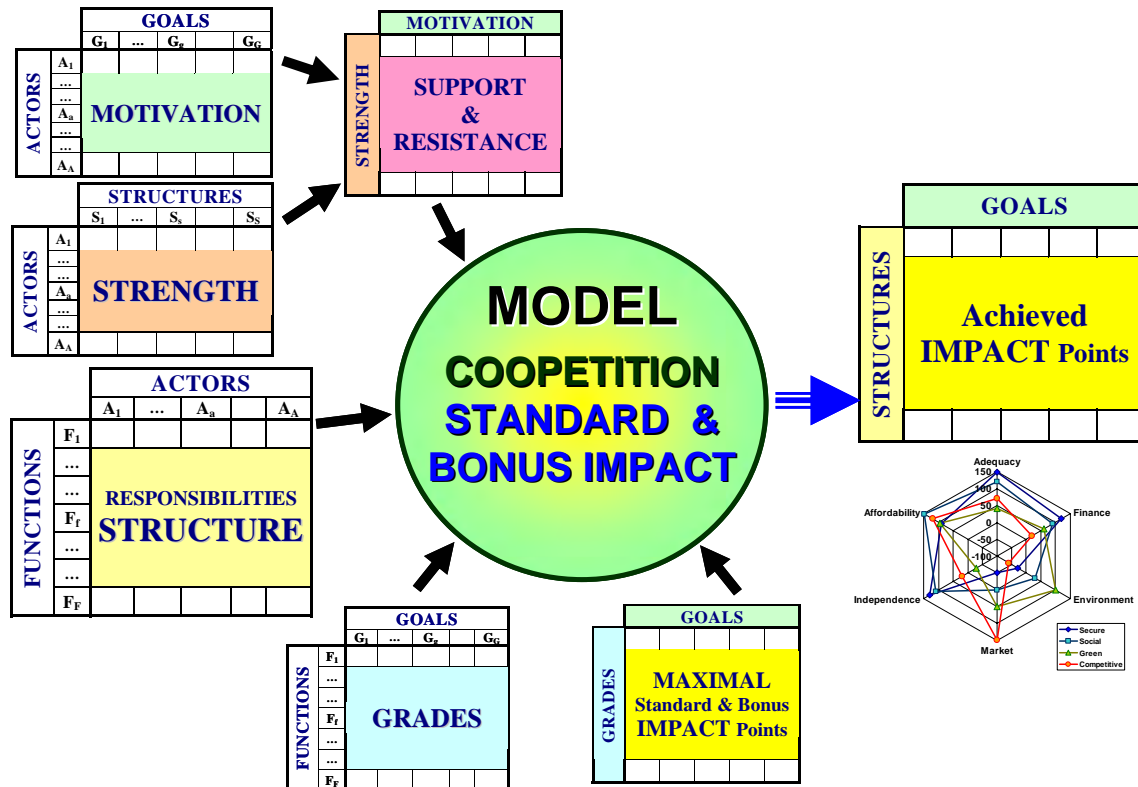 GOALS
G1 ... Gg GG
ACTORS
A1
...
...
Aa
...
...
AA
MOTIVATION
MOTIVATION
STRENGTH
SUPPORT
&
RESISTANCE
STRUCTURES
S1 ... Ss SS
ACTORS
A1
...
...
Aa
...
...
AA
STRENGTH
ACTORS
A1 ... Aa AA
FUNCTIONS
F1
...
...
Ff
...
...
FF
RESPONSIBILITIES
STRUCTURE
MODEL
COOPETITION
STANDARD &
BONUS IMPACT
GOALS
G1 ... Gg GG
FUNCTIONS
F1
...
...
Ff
...
...
FF
GRADES
GOALS
GRADES
MAXIMAL
Standard & Bonus
IMPACT Points
GOALS
STRUCTURES
Achieved
IMPACT Points
Adequacy
150
100
50
0
-50
-100
Affordability
Finance
Independence
Environment
Market
Secure
Social
Green
Competitive